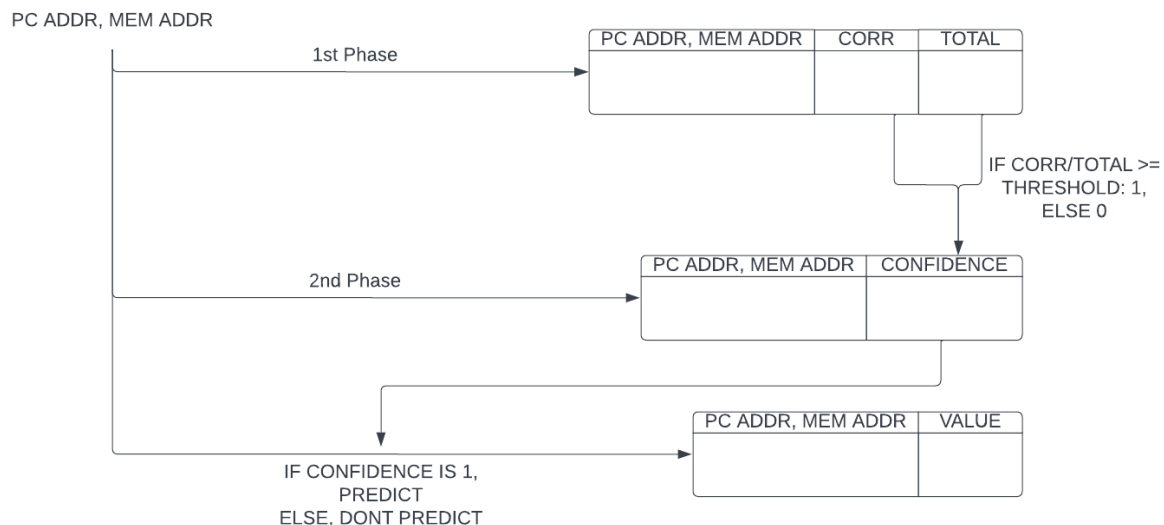 PC ADDR, MEM ADDR
1st Phase
PC ADDR, MEM ADDR CORR TOTAL
IF CORR/TOTAL >=
THRESHOLD: 1,
ELSE 0
2nd Phase
PC ADDR, MEM ADDR CONFIDENCE
PC ADDR, MEM ADDR VALUE
IF CONFIDENCE IS 1,
PREDICT
ELSE, DONT PREDICT